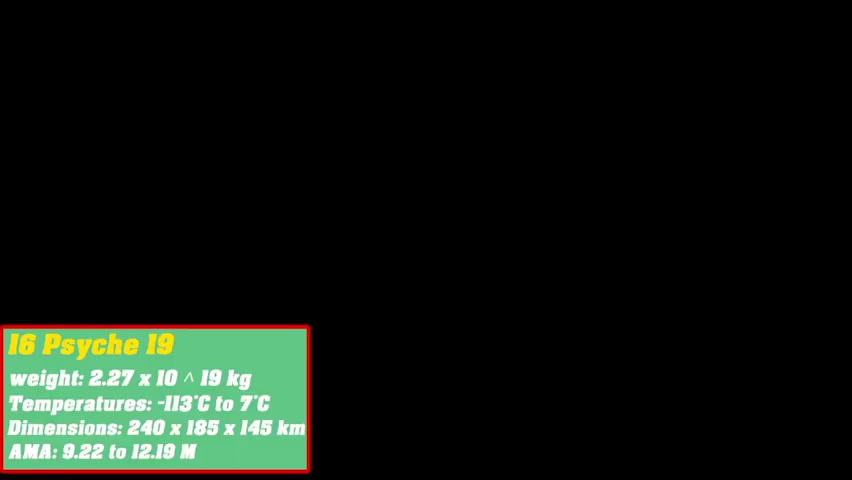 16 Psyche 19
weight: 2.27 x 10 ^ 19 kg
Temperatures: -113°C to 7°C
Dimensions: 240 x 185 x 145 km
AMA: 9.22 to 12.19 M